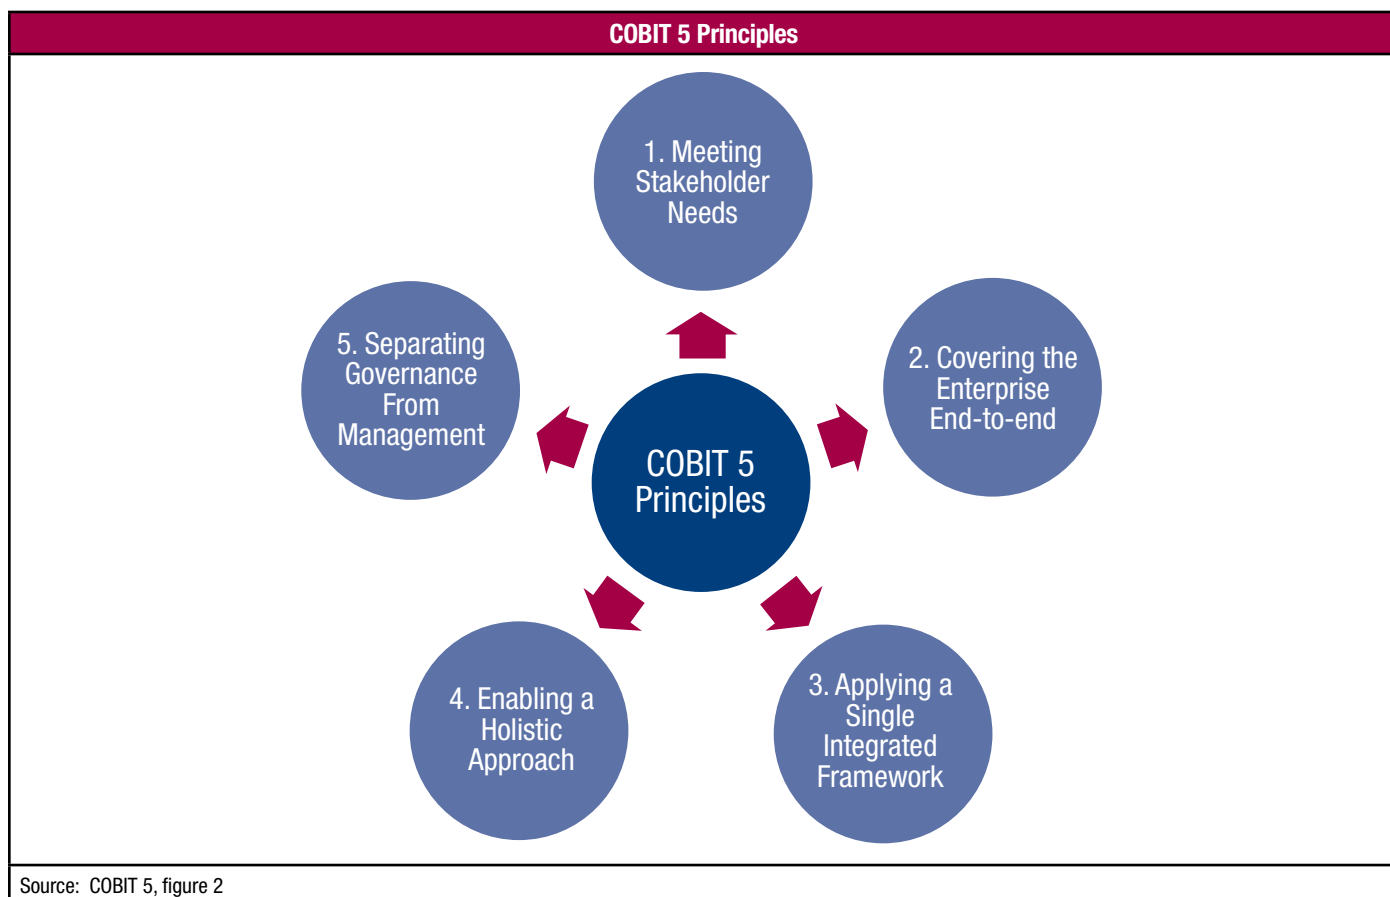 COBIT 5 Principles
1. Meeting
Stakeholder
Needs
2. Covering the
Enterprise
End-to-end
3. Applying a
Single
Integrated
Framework
4. Enabling a
Holistic
Approach
5. Separating
Governance
From
Management
COBIT 5
Principles
Source: COBIT 5, figure 2